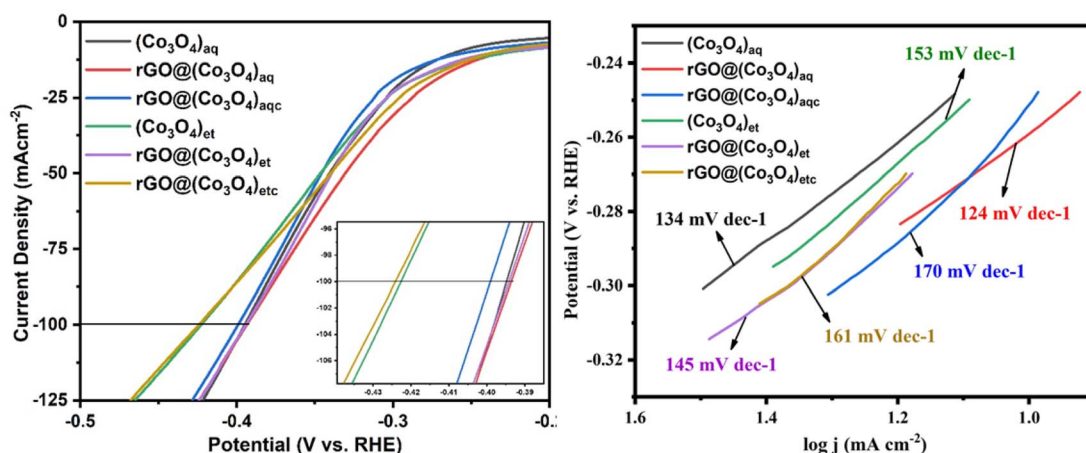 0
-25
-50
-75
-100
-125
Current Density (mAcm⁻²)
(Co₃O₄)ₐq
rGO@(Co₃O₄)ₐq
rGO@(Co₃O₄)ₐqc
(Co₃O₄)et
rGO@(Co₃O₄)et
rGO@(Co₃O₄)etc
-96
-98
-100
-102
-104
-106
-0.43
-0.42
-0.41
-0.40
-0.39
-0.5
-0.4
-0.3
Potential (V vs. RHE)
-0.24
-0.26
-0.28
-0.30
-0.32
Potential (V vs. RHE)
(Co₃O₄)ₐq
rGO@(Co₃O₄)ₐq
rGO@(Co₃O₄)ₐqc
(Co₃O₄)et
rGO@(Co₃O₄)et
rGO@(Co₃O₄)etc
153 mV dec-1
134 mV dec-1
124 mV dec-1
170 mV dec-1
161 mV dec-1
145 mV dec-1
1.6
1.4
1.2
1.0
log j (mA cm⁻²)